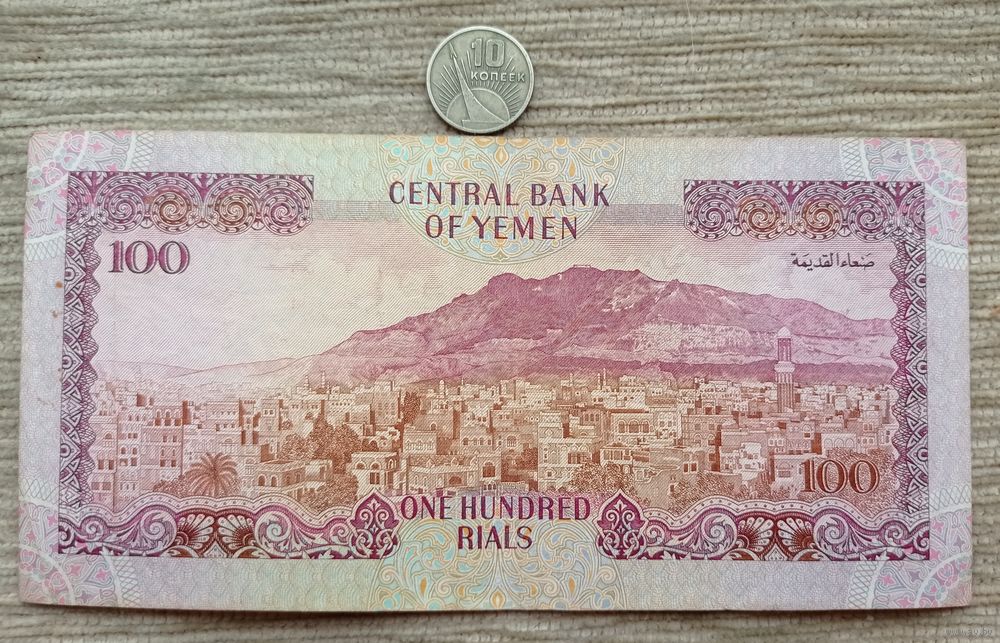 10
КОПЕЕК
CENTRAL BANK
OF YEMEN
100
صنعاء القديمة
100
ONE HUNDRED
RIALS